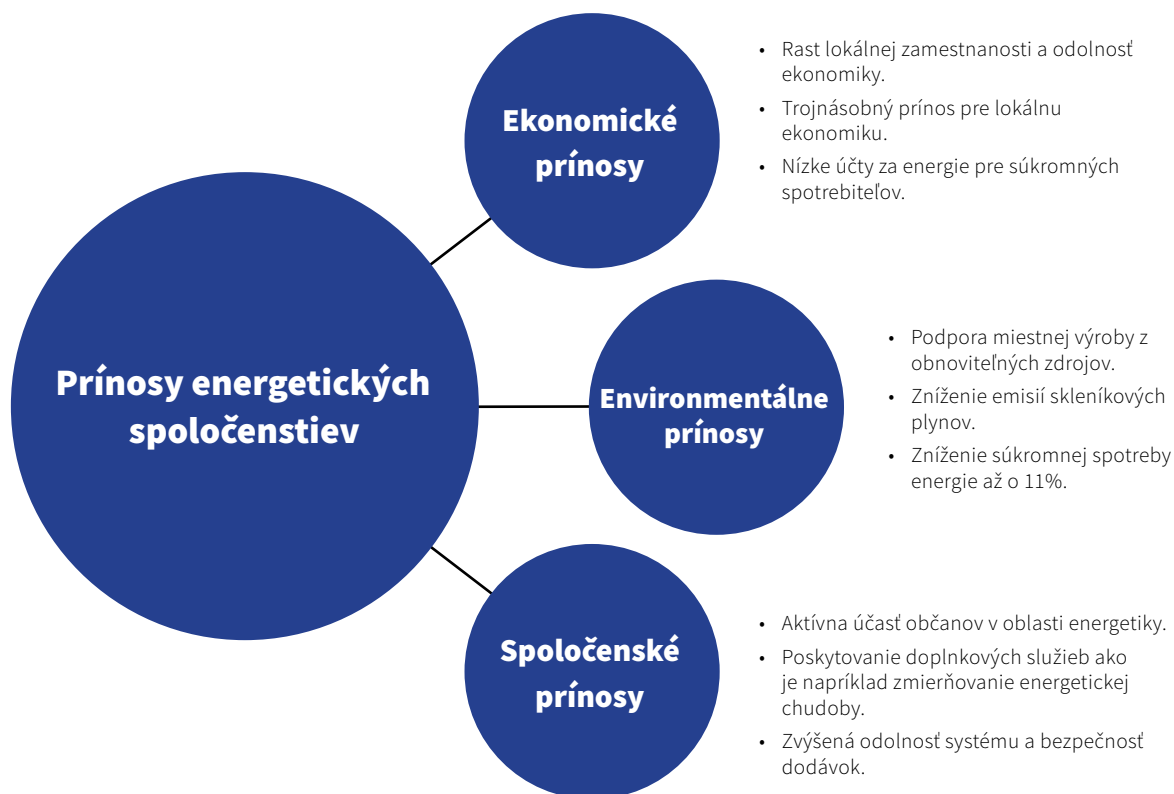 Prínosy energetických
spoločenstiev
Ekonomické
prínosy
• Rast lokálnej zamestnanosti a odolnosť
ekonomiky.
• Trojnásobný prínos pre lokálnu
ekonomiku.
• Nízke účty za energie pre súkromných
spotrebiteľov.
Environmentálne
prínosy
• Podpora miestnej výroby z
obnoviteľných zdrojov.
• Zníženie emisií skleníkových
plynov.
• Zníženie súkromnej spotreby
energie až o 11%.
Spoločenské
prínosy
• Aktívna účasť občanov v oblasti energetiky.
• Poskytovanie doplnkových služieb ako
je napríklad zmierňovanie energetickej
chudoby.
• Zvýšená odolnosť systému a bezpečnosť
dodávok.